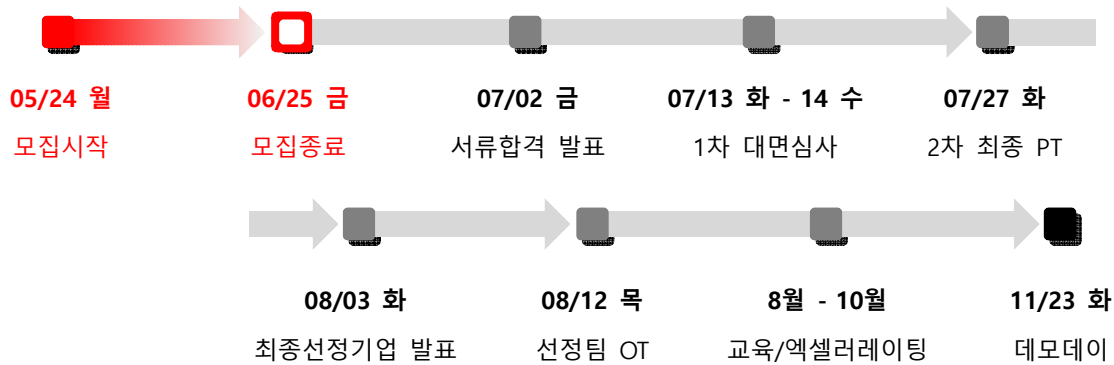 05/24 월 06/25 금 07/02 금 07/13 화 - 14 수 07/27 화
모집시작 모집종료 서류합격 발표 1차 대면심사 2차 최종 PT
08/03 화 08/12 목 8월 - 10월 11/23 화
최종선정기업 발표 선정팀 OT 교육/엑셀러레이팅 데모데이